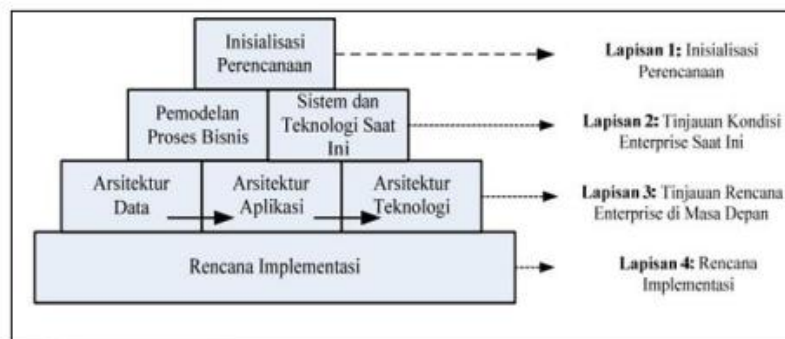 Inisialisasi
Perencanaan
Lapisan 1: Inisialisasi
Perencanaan
Pemodelan
Proses Bisnis
Sistem dan
Teknologi Saat
Ini
Lapisan 2: Tinjauan Kondisi
Enterprise Saat Ini
Arsitektur
Data
Arsitektur
Aplikasi
Arsitektur
Teknologi
Lapisan 3: Tinjauan Rencana
Enterprise di Masa Depan
Rencana Implementasi
Lapisan 4: Rencana
Implementasi